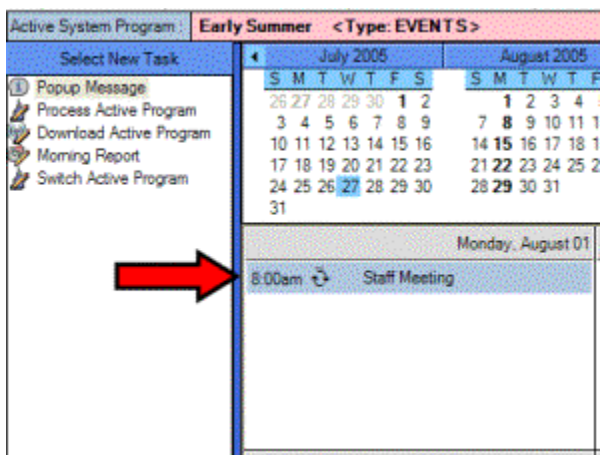 Active System Program : Early Summer <Type: EVENTS>
Select New Task
Popup Message
Process Active Program
Download Active Program
Morning Report
Switch Active Program
July 2005
S M T W T F S
26 27 28 29 30 1 2
3 4 5 6 7 8 9
10 11 12 13 14 15 16
17 18 19 20 21 22 23
24 25 26 27 28 29 30
31
August 2005
S M T W T F
1 2 3 4
7 8 9 10 11 1
14 15 16 17 18 1
21 22 23 24 25 2
28 29 30 31
Monday, August 01
8:00am Staff Meeting